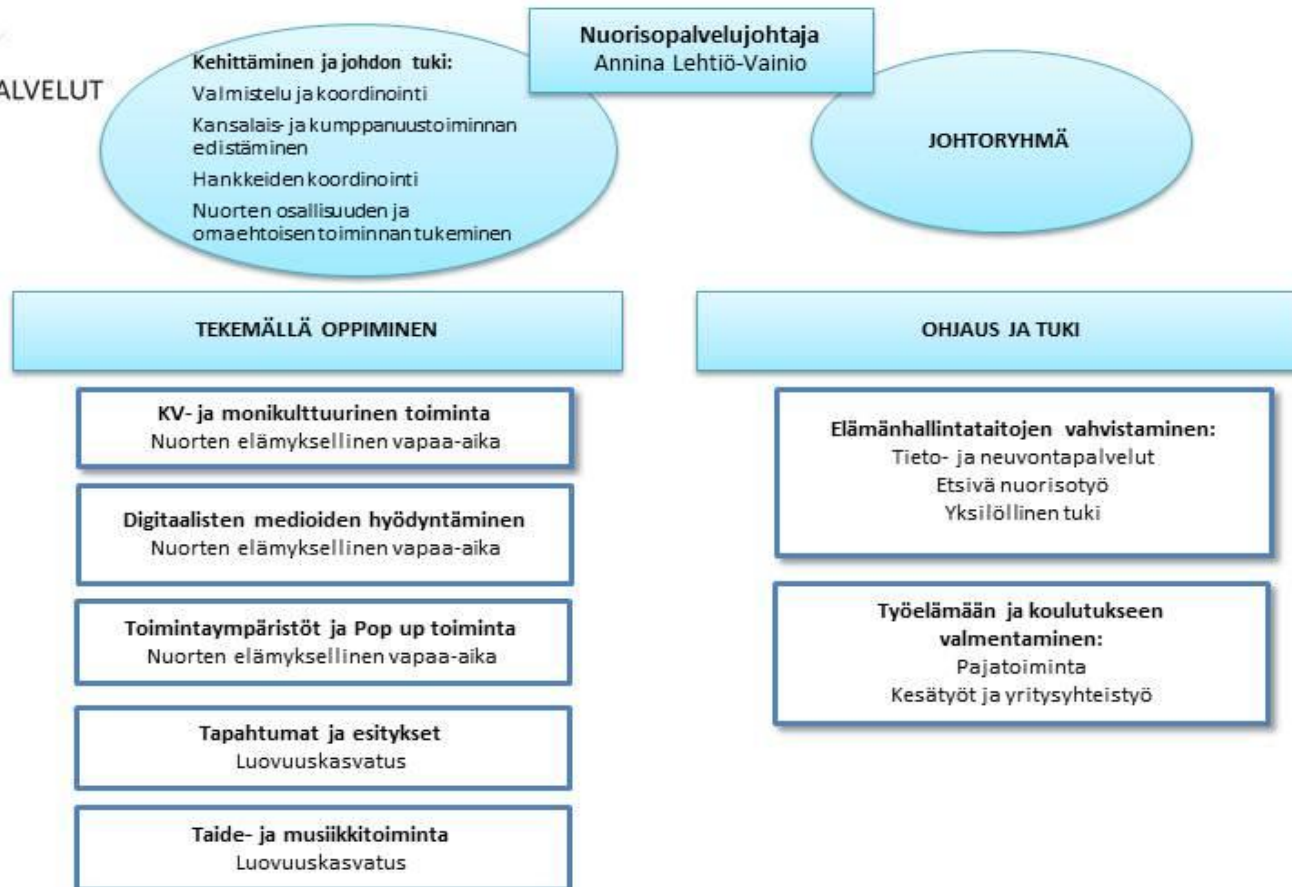 ALVELUT
Nuorisopalvelujohtaja
Annina Lehtiö-Vainio
Kehittäminen ja johdon tuki:
Valmistelu ja koordinointi
Kansalais- ja kumppanuustoiminnan
edistäminen
Hankkeiden koordinointi
Nuorten osallisuuden ja
omaehtoisen toiminnan tukeminen
JOHTORYHMÄ
TEKEMÄLLÄ OPPIMINEN
KV- ja monikulttuurinen toiminta
Nuorten elämyksellinen vapaa-aika
Digitaalisten medioiden hyödyntäminen
Nuorten elämyksellinen vapaa-aika
Toimintaympäristöt ja Pop up toiminta
Nuorten elämyksellinen vapaa-aika
Tapahtumat ja esitykset
Luovuuskasvatus
Taide- ja musiikkitoiminta
Luovuuskasvatus
OHJAUS JA TUKI
Elämänhallintataitojen vahvistaminen:
Tieto- ja neuvontapalvelut
Etsivä nuorisotyö
Yksilöllinen tuki
Työelämään ja koulutukseen
valmentaminen:
Pajatoiminta
Kesätyöt ja yritysyhteistyö